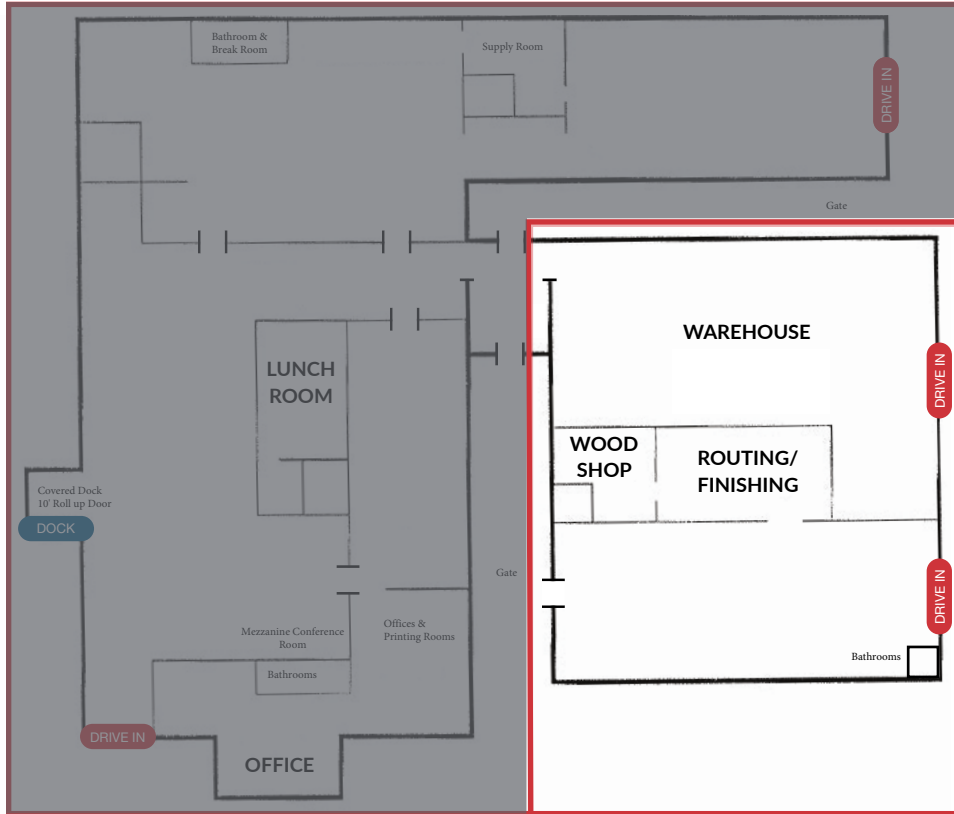 Bathroom &
Break Room
Supply Room
DRIVE IN
Gate
WAREHOUSE
LUNCH
ROOM
DRIVE IN
WOOD
SHOP
ROUTING/
FINISHING
Covered Dock
10' Roll up Door
DOCK
Gate
DRIVE IN
Mezzanine Conference
Room
Offices &
Printing Rooms
Bathrooms
Bathrooms
DRIVE IN
OFFICE